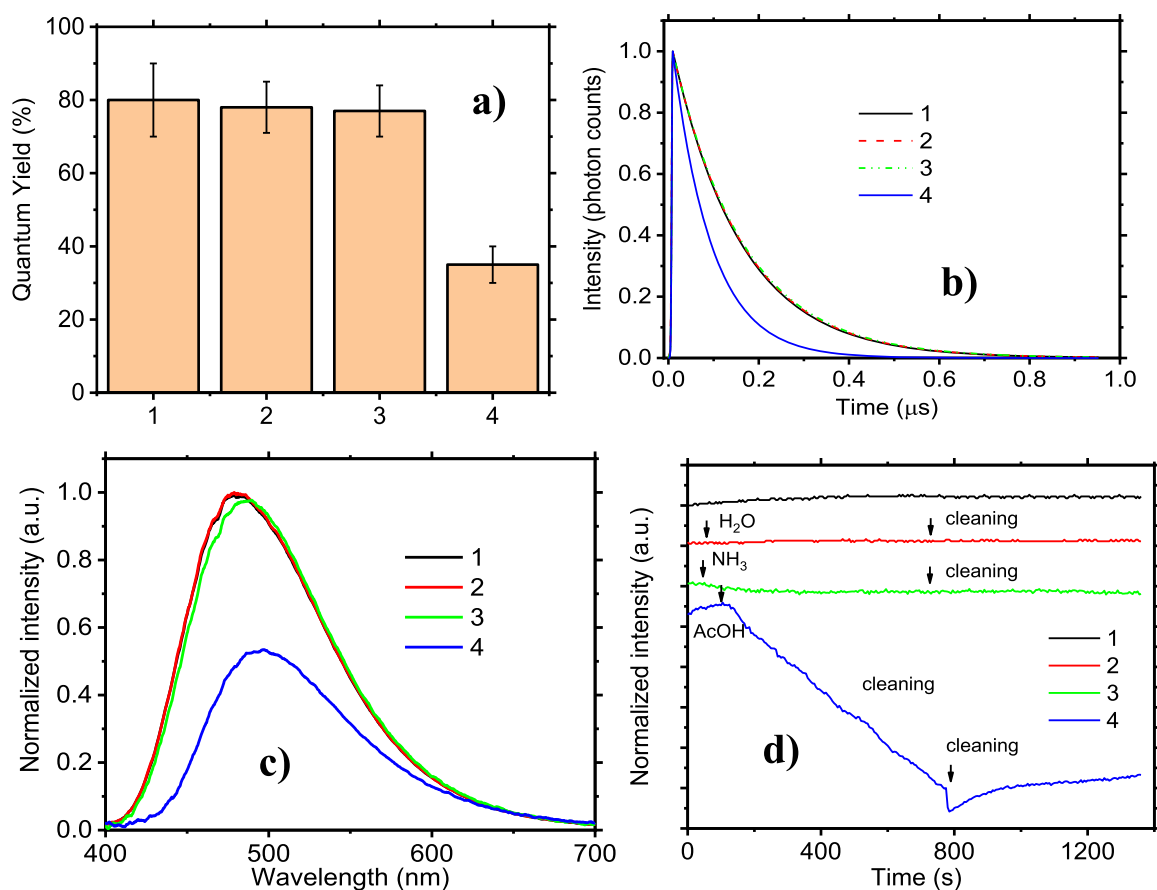 100
80
60
40
20
0
Quantum Yield (%)
1 2 3 4
a)
1.0
0.8
0.6
0.4
0.2
0.0
Intensity (photon counts)
0.0 0.2 0.4 0.6 0.8 1.0
Time (μs)
1
2
3
4
b)
1.0
0.8
0.6
0.4
0.2
0.0
Normalized intensity (a.u.)
400 500 600 700
Wavelength (nm)
1
2
3
4
c)
Normalized intensity (a.u.)
H₂O
cleaning
NH₃
cleaning
AcOH
cleaning
cleaning
1
2
3
4
d)
0 400 800 1200
Time (s)